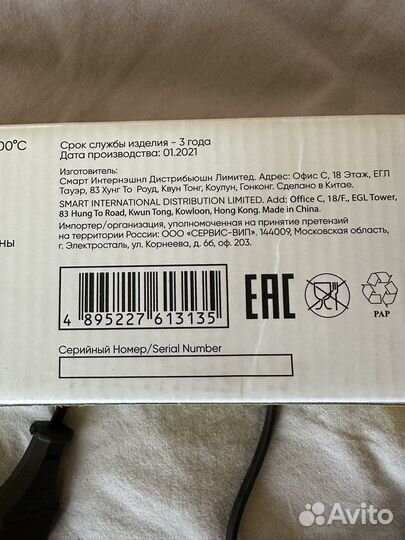 00°C
Срок службы изделия - 3 года
Дата производства: 01.2021
Изготовитель:
Смарт Интернэшнл Дистрибьюшн Лимитед. Адрес: Офис С, 18 Этаж, ЕГЛ
Тауэр, 83 Хунг То Роуд, Квун Тонг, Коулун, Гонконг. Сделано в Китае.
SMART INTERNATIONAL DISTRIBUTION LIMITED. Add: Office C, 18/F., EGL Tower,
83 Hung To Road, Kwun Tong, Kowloon, Hong Kong. Made in China.
ны
Импортер/организация, уполномоченная на принятие претензий
на территории России: ООО «СЕРВИС-ВИП». 144009, Московская область,
г. Электросталь, ул. Корнеева, д. 6б, оф. 203.
4 895227 613135
EAC
PAP
Серийный Номер/Serial Number
Avito